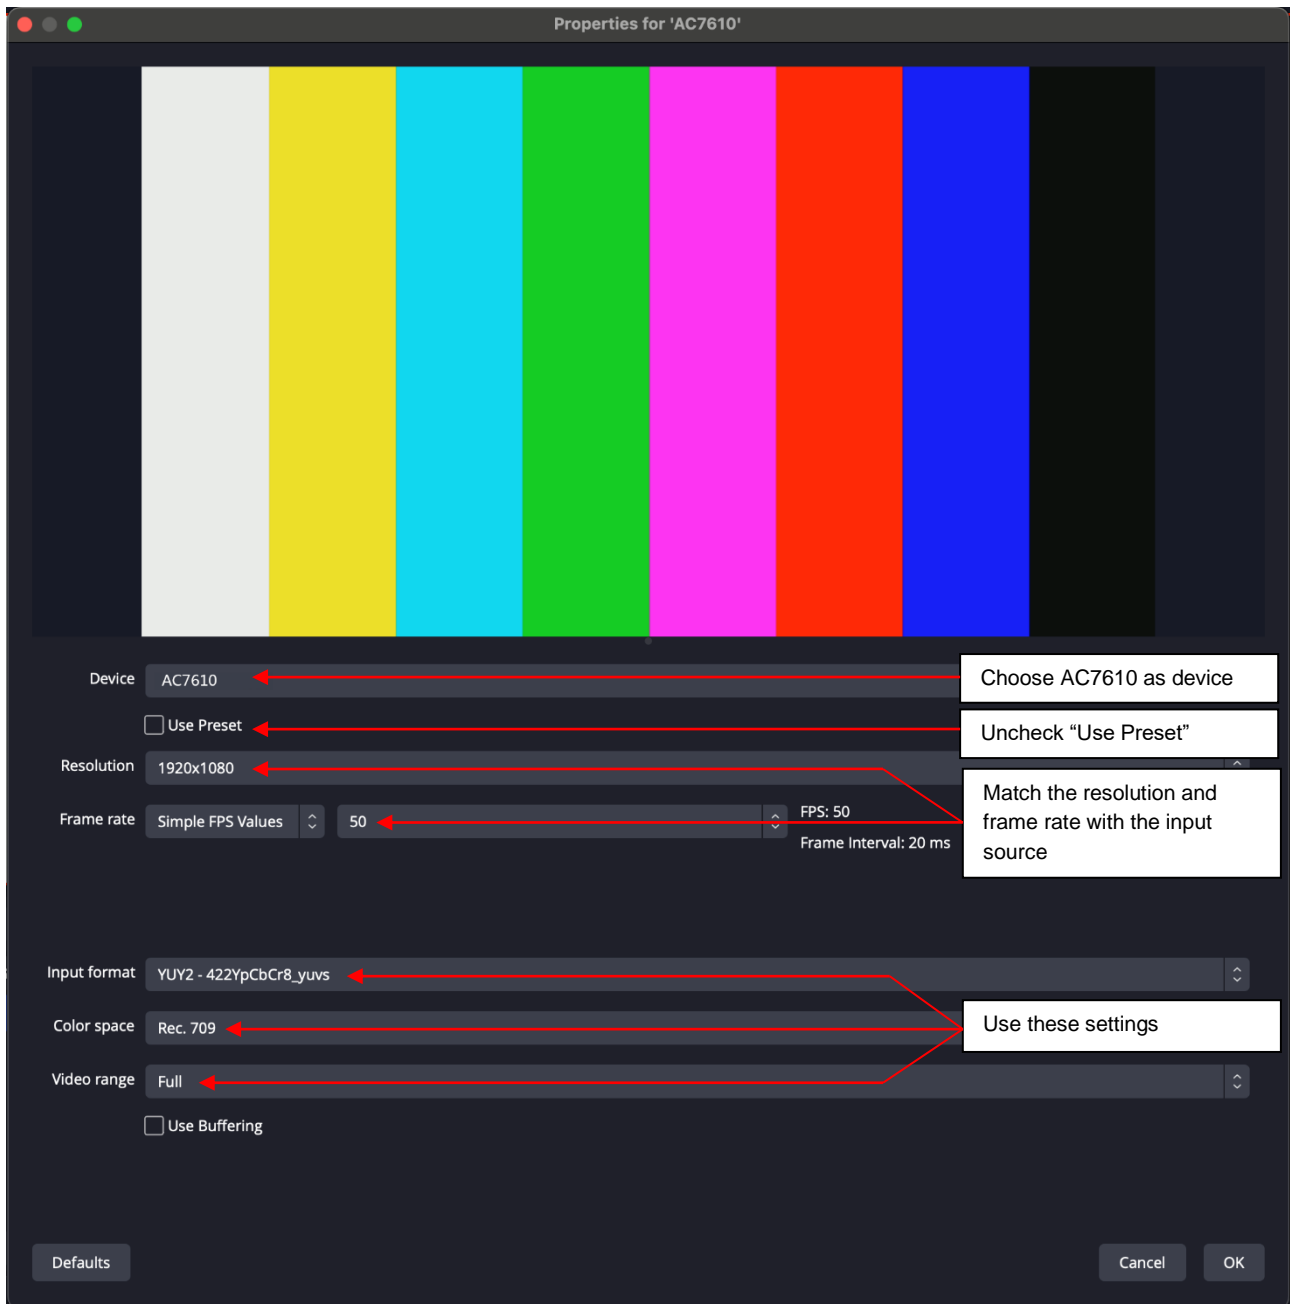 Properties for 'AC7610'
Device
AC7610
Choose AC7610 as device
Use Preset
Uncheck “Use Preset”
Resolution
1920x1080
Match the resolution and
frame rate with the input
source
Frame rate
Simple FPS Values
50
FPS: 50
Frame Interval: 20 ms
Input format
YUY2 - 422YpCbCr8_yuvs
Color space
Rec. 709
Use these settings
Video range
Full
Use Buffering
Defaults
Cancel
OK